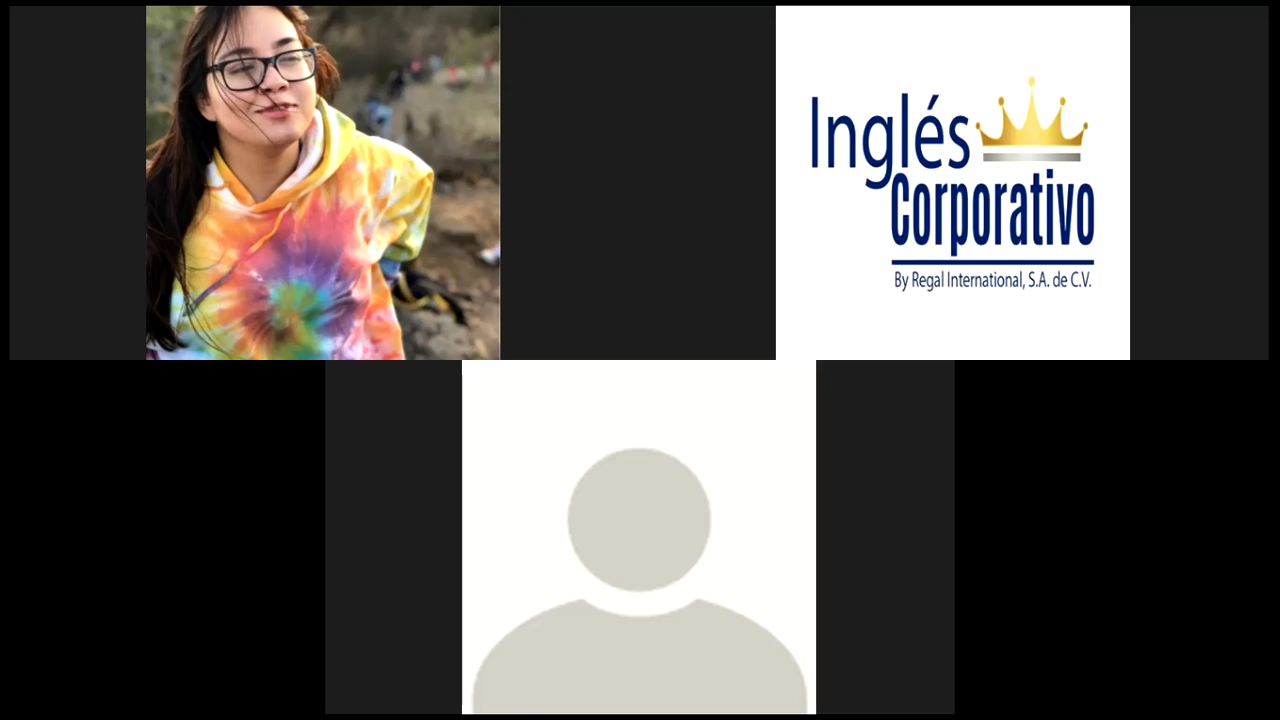 Inglés
Corporativo
By Regal International, S.A. de C.V.